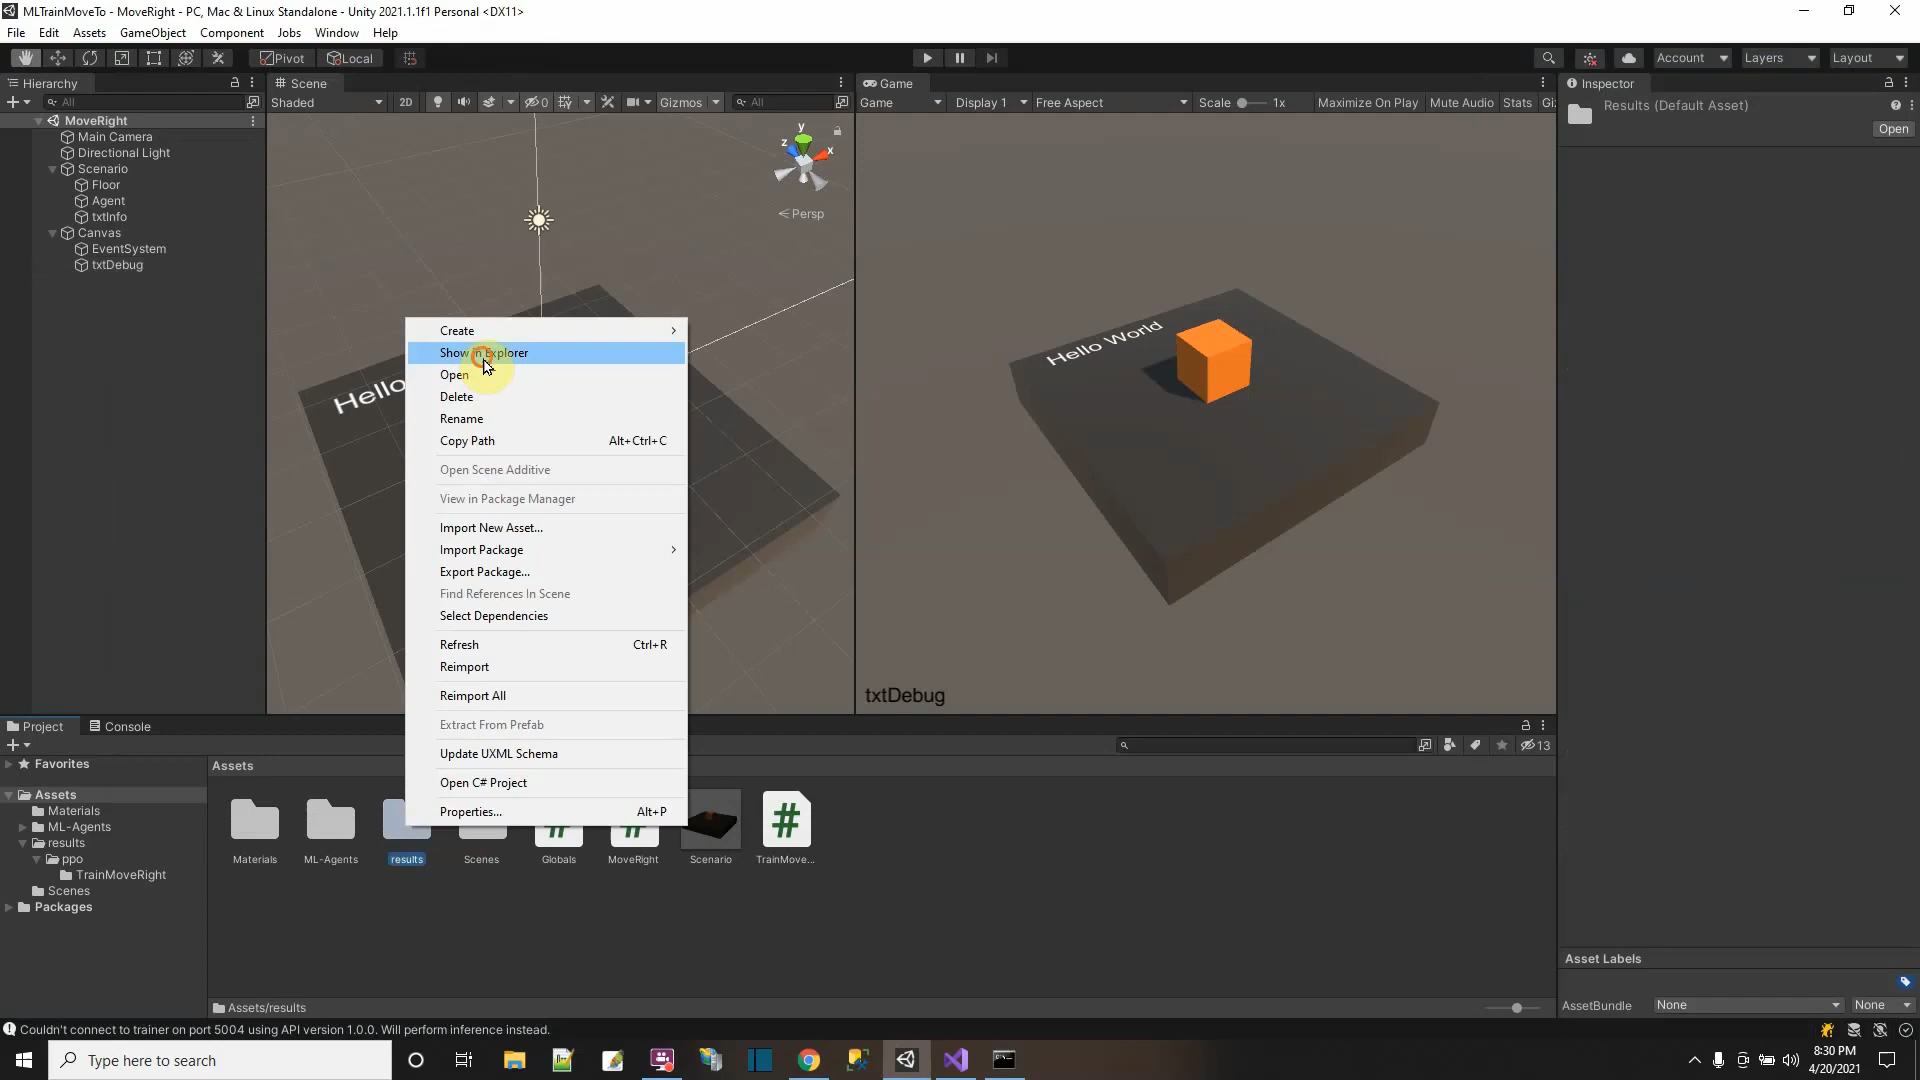 MLTrainMoveTo - MoveRight - PC, Mac & Linux Standalone - Unity 2021.1.1f1 Personal <DX11>
File Edit Assets GameObject Component Jobs Window Help
Pivot Local Account Layers Layout
Hierarchy Scene Game Inspector
All Shaded 2D 0 Gizmos All Game Display 1 Free Aspect Scale 1x Maximize On Play Mute Audio Stats Gi
Results (Default Asset)
Open
MoveRight
Main Camera
Directional Light
Scenario
Floor
Agent
txtInfo
Canvas
EventSystem
txtDebug
y
z
x
Persp
Hello World
Create
Show in Explorer
Open
Delete
Rename
Copy Path Alt+Ctrl+C
Open Scene Additive
View in Package Manager
Import New Asset...
Import Package
Export Package...
Find References In Scene
Select Dependencies
Refresh Ctrl+R
Reimport
Reimport All
Extract From Prefab
Update UXML Schema
Open C# Project
Properties... Alt+P
Hello
txtDebug
Project Console
13
Favorites
Assets
Materials
ML-Agents
results
ppo
TrainMoveRight
Scenes
Packages
Assets
Materials ML-Agents results Scenes Globals MoveRight Scenario TrainMove...
Assets/results
Asset Labels
AssetBundle None None
Couldn't connect to trainer on port 5004 using API version 1.0.0. Will perform inference instead.
Type here to search
8:30 PM
4/20/2021